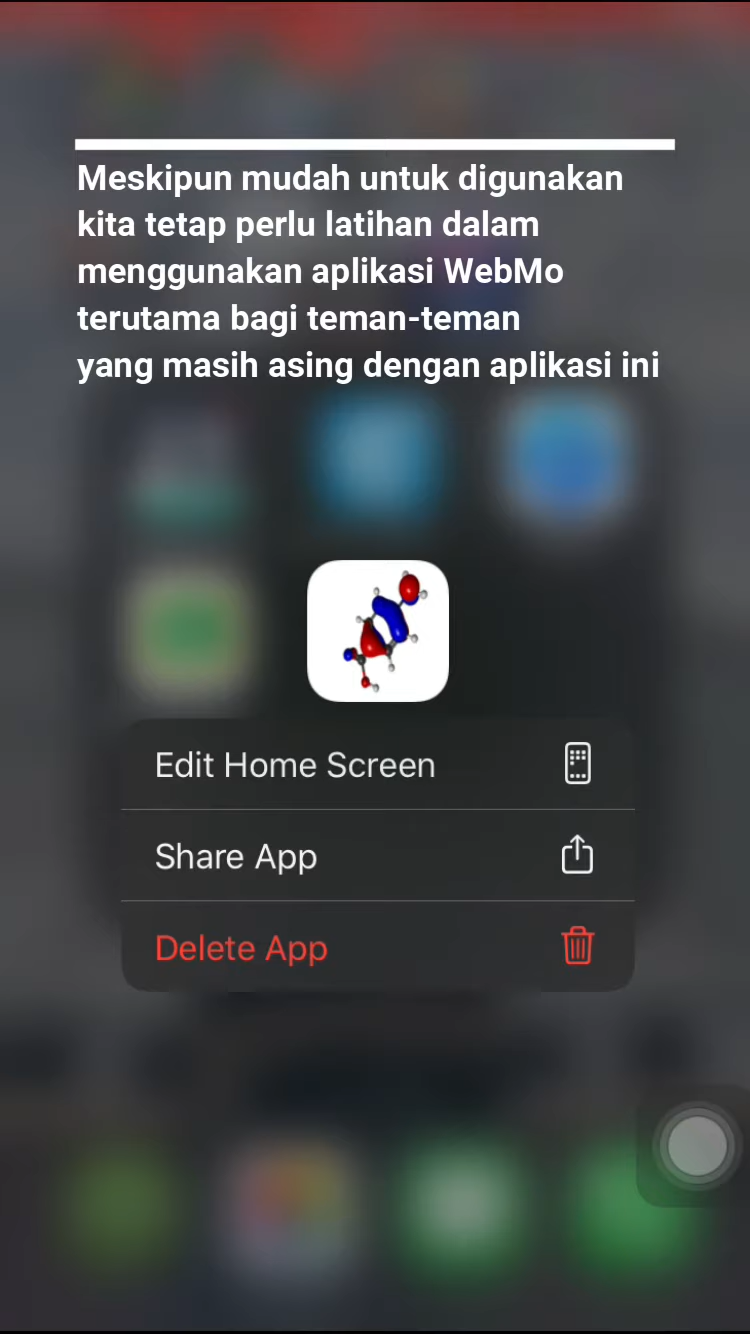 Meskipun mudah untuk digunakan
kita tetap perlu latihan dalam
menggunakan aplikasi WebMo
terutama bagi teman-teman
yang masih asing dengan aplikasi ini
Edit Home Screen
Share App
Delete App